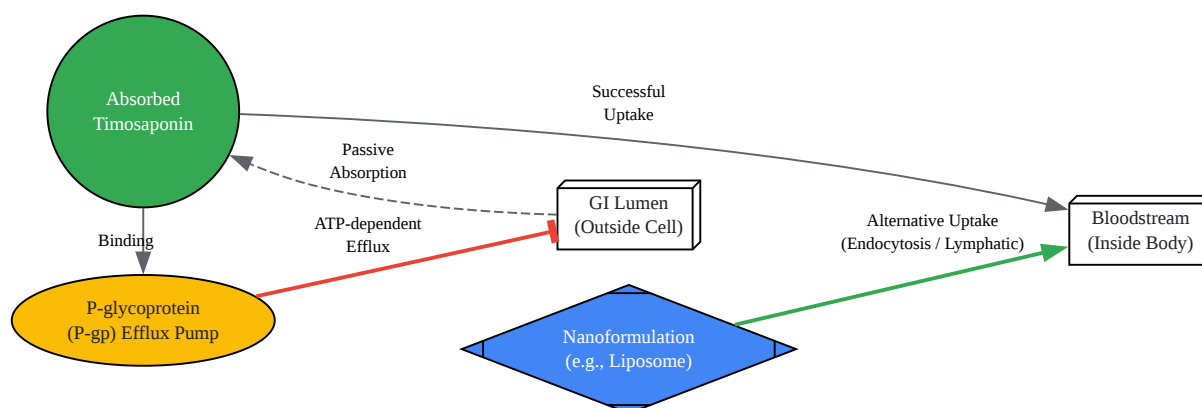 Absorbed
Timosaponin
Successful
Uptake
Passive
Absorption
GI Lumen
(Outside Cell)
ATP-dependent
Efflux
Alternative Uptake
(Endocytosis / Lymphatic)
Bloodstream
(Inside Body)
Binding
P-glycoprotein
(P-gp) Efflux Pump
Nanoformulation
(e.g., Liposome)